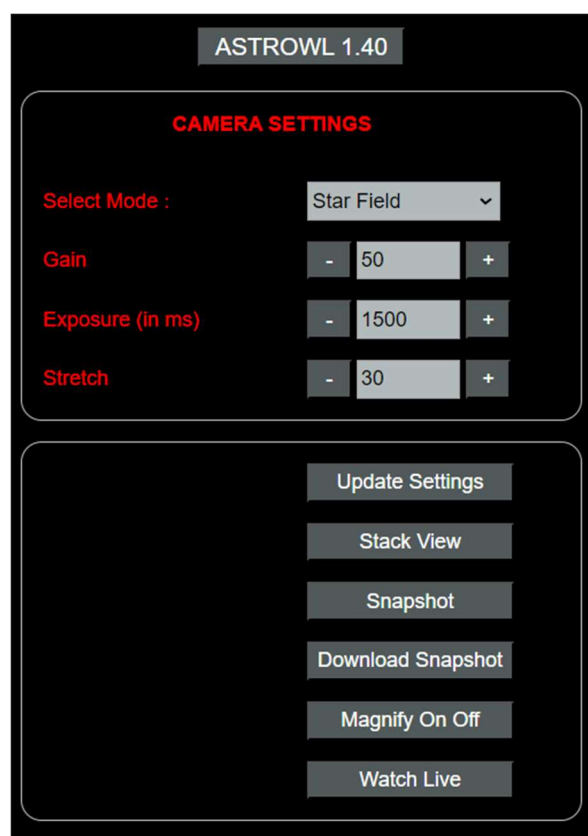 ASTROWL 1.40
CAMERA SETTINGS
Select Mode : Star Field
Gain - 50 +
Exposure (in ms) - 1500 +
Stretch - 30 +
Update Settings
Stack View
Snapshot
Download Snapshot
Magnify On Off
Watch Live